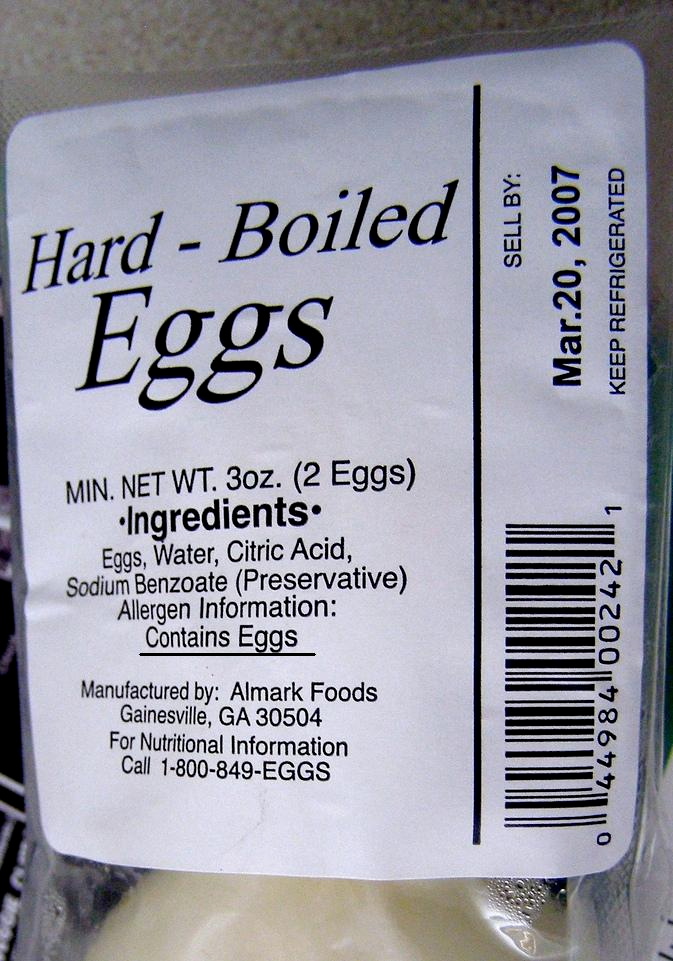 Hard - Boiled
Eggs
MIN. NET WT. 3oz. (2 Eggs)
•Ingredients•
Eggs, Water, Citric Acid,
Sodium Benzoate (Preservative)
Allergen Information:
Contains Eggs
Manufactured by: Almark Foods
Gainesville, GA 30504
For Nutritional Information
Call 1-800-849-EGGS
SELL BY:
Mar.20, 2007
KEEP REFRIGERATED
0 44984 00242 1